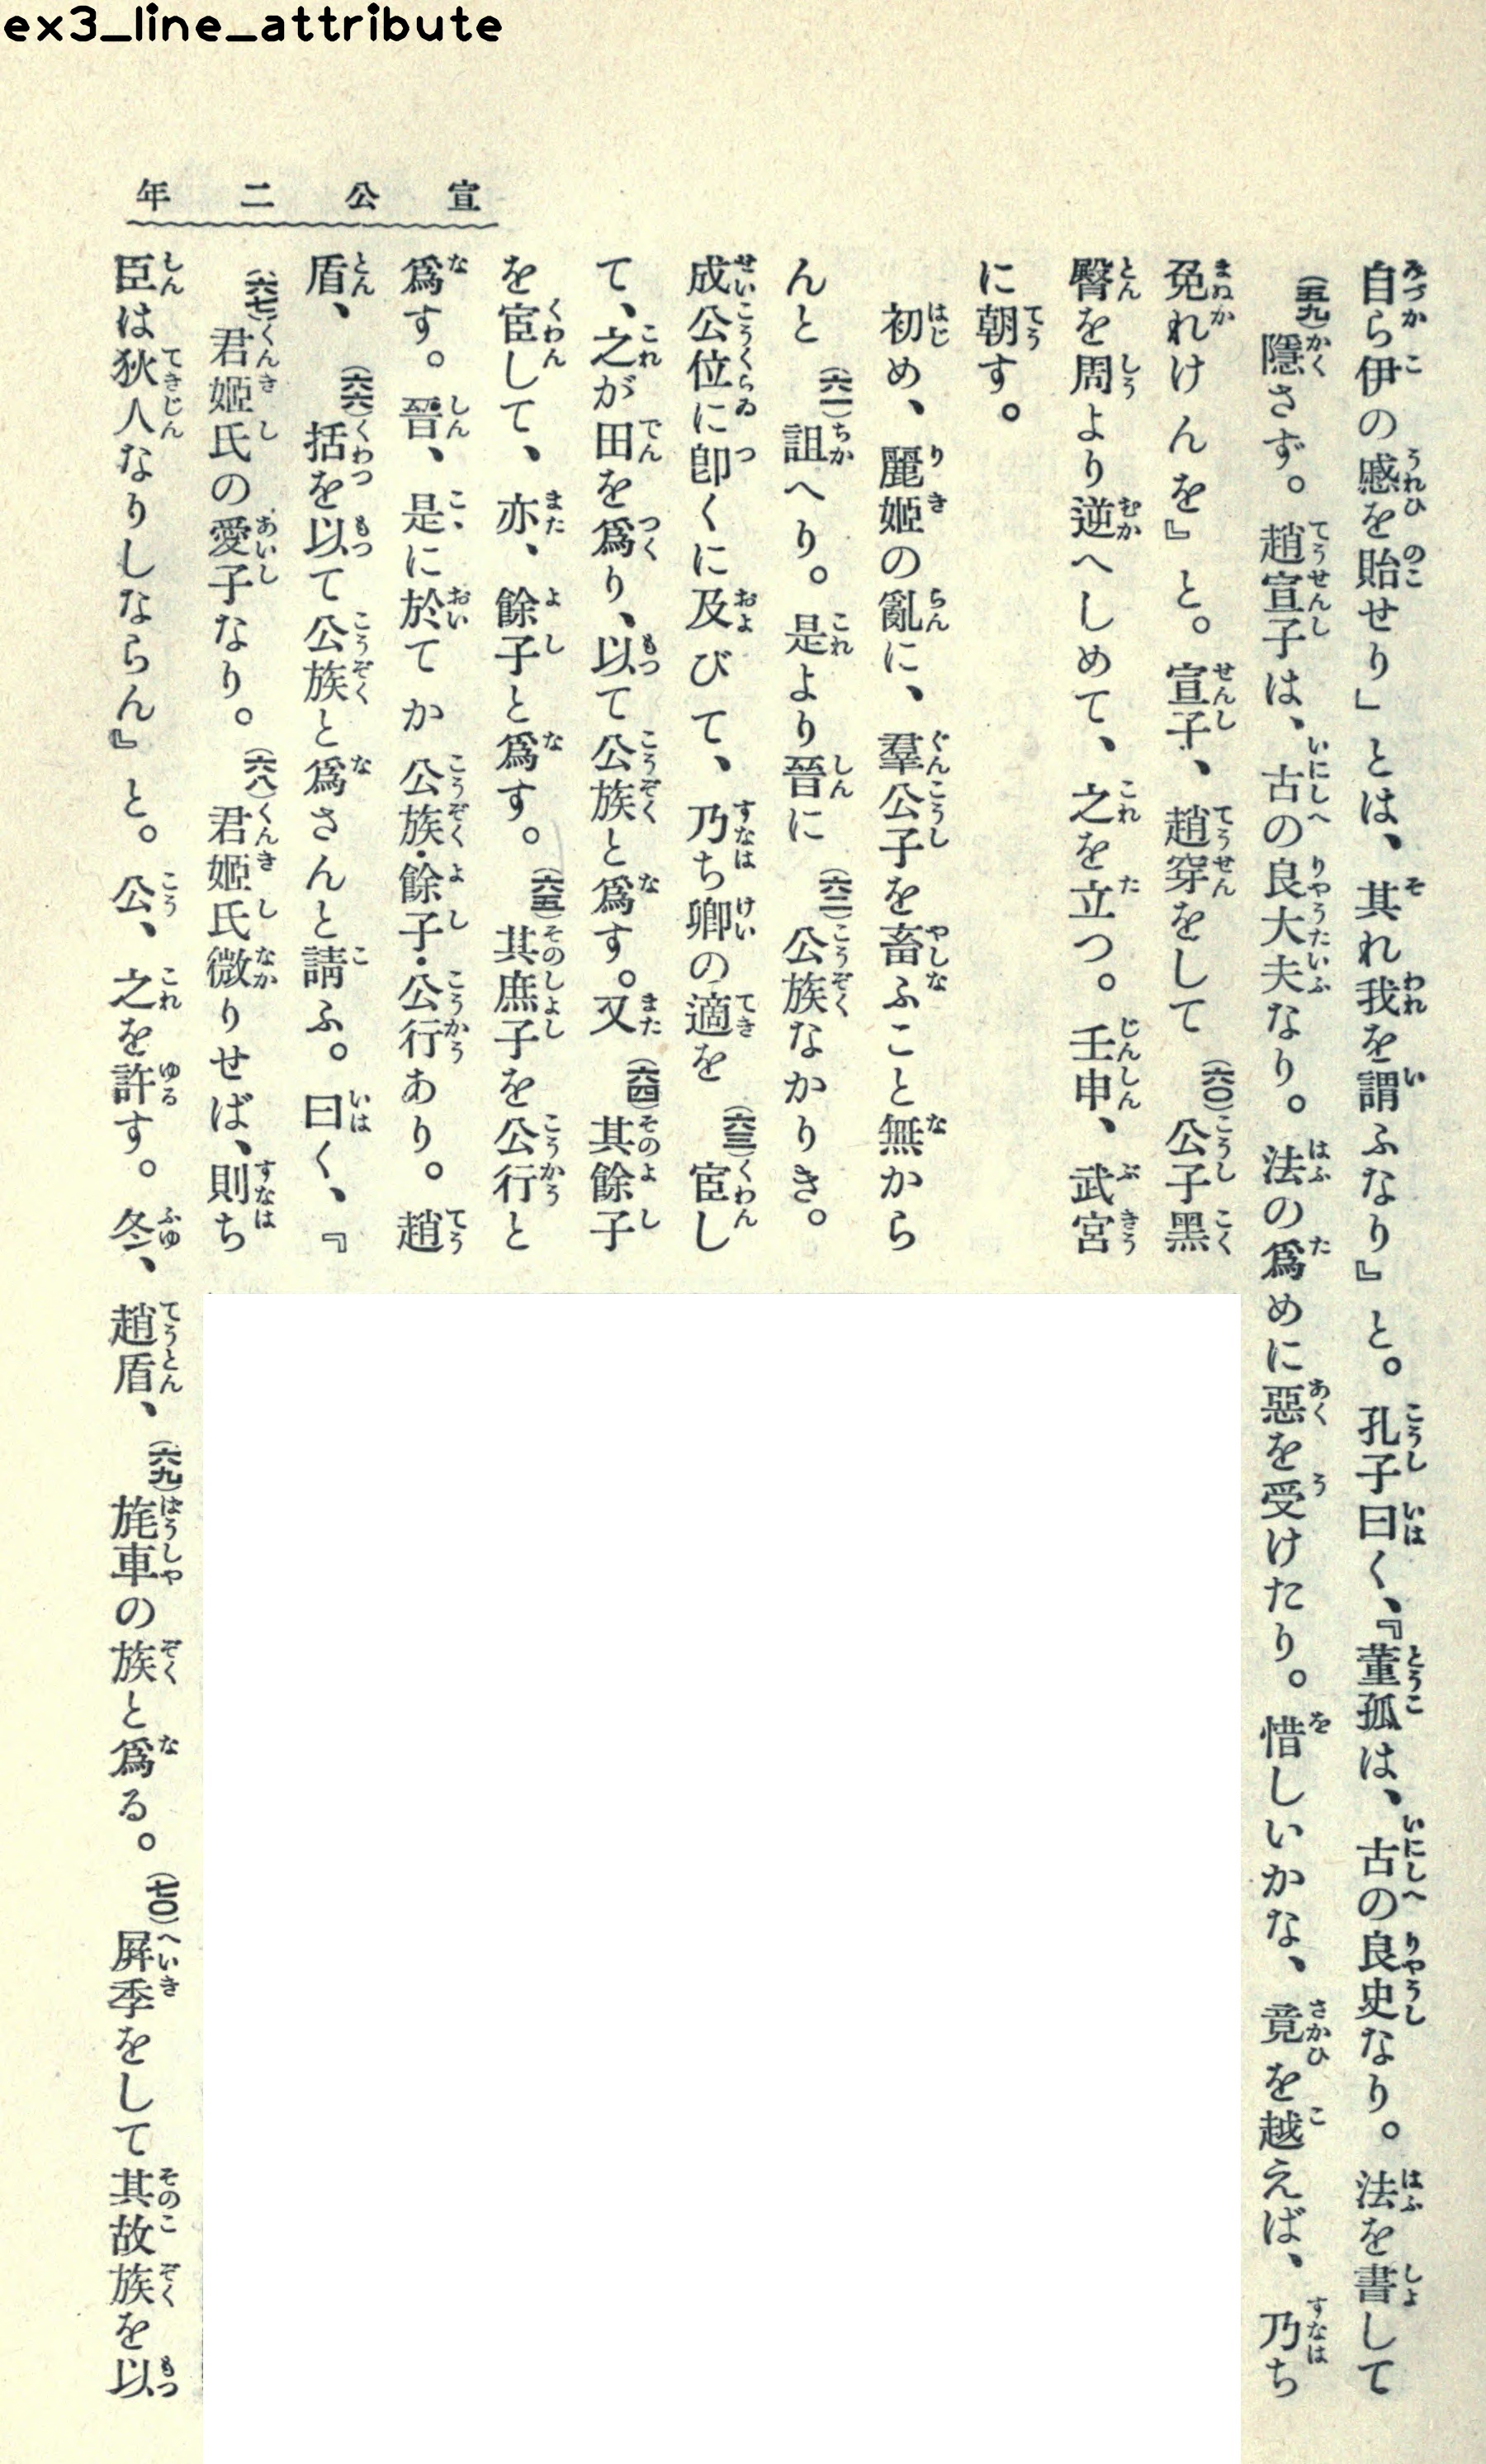 ex3_line_attribute
宣公二年
自ら伊の慼を貽せり」とは、其れ我を謂ふなり』と。孔子曰く、『董孤は、古の良史なり。法を書して
(五九)隱さず。趙宣子は、古の良大夫なり。法の爲めに惡を受けたり。惜しいかな、竟を越えば、乃ち
免れけんを』と。宣子、趙穿をして(六〇)公子黑
臀を周より逆へしめて、之を立つ。壬申、武宮
に朝す。
初め、麗姬の亂に、羣公子を畜ふこと無から
んと(六一)詛へり。是より晉に(六二)公族なかりき。
成公位に卽くに及びて、乃ち卿の適を(六三)宦し
て、之が田を爲り、以て公族と爲す。又(六四)其餘子
を宦して、亦、餘子と爲す。(六五)其庶子を公行と
爲す。晉、是に於てか公族・餘子・公行あり。趙
盾、(六六)括を以て公族と爲さんと請ふ。曰く、『
(六七)君姬氏の愛子なり。(六八)君姬氏微りせば、則ち
臣は狄人なりしならん』と。公、之を許す。冬、趙盾、(六九)旄車の族と爲る。(七〇)屛季をして其故族を以